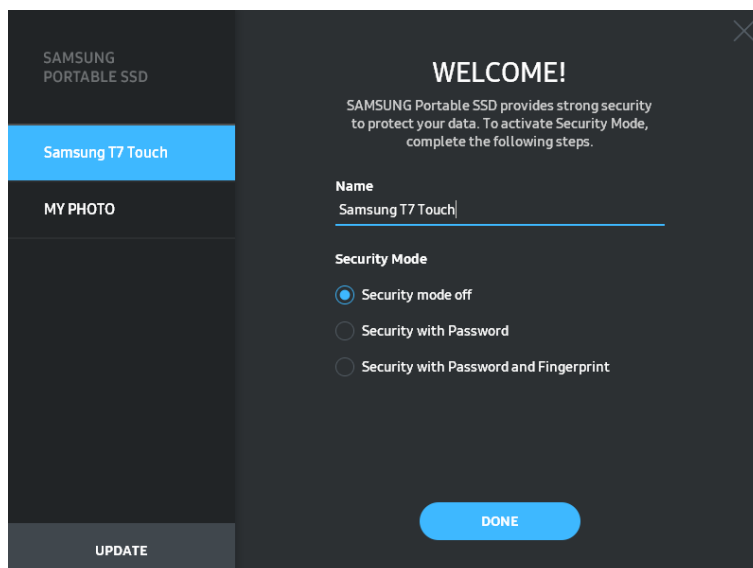 SAMSUNG
PORTABLE SSD
Samsung T7 Touch
MY PHOTO
UPDATE
WELCOME!
SAMSUNG Portable SSD provides strong security
to protect your data. To activate Security Mode,
complete the following steps.
Name
Samsung T7 Touch
Security Mode
Security mode off
Security with Password
Security with Password and Fingerprint
DONE